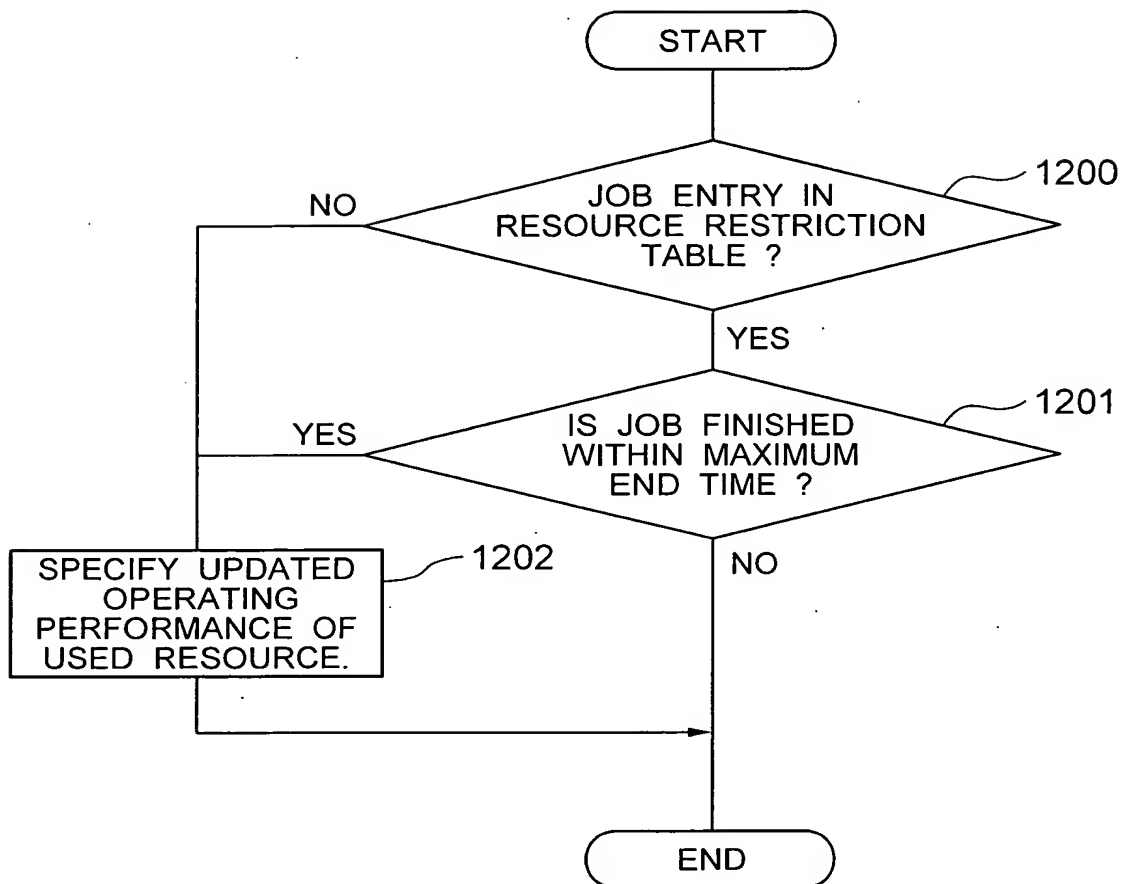 START
JOB ENTRY IN
RESOURCE RESTRICTION
TABLE ?
1200
NO
YES
IS JOB FINISHED
WITHIN MAXIMUM
END TIME ?
1201
YES
NO
SPECIFY UPDATED
OPERATING
PERFORMANCE OF
USED RESOURCE.
1202
END